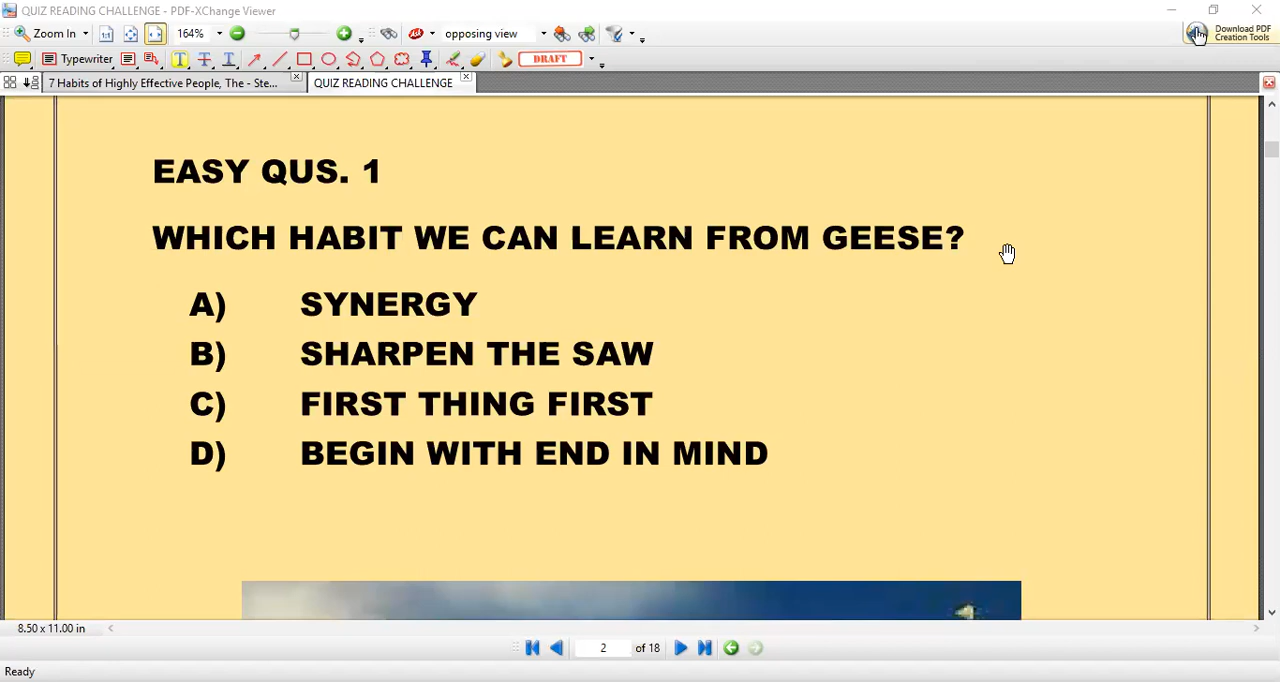 QUIZ READING CHALLENGE - PDF-XChange Viewer
Zoom In 164% opposing view Download PDF
Creation Tools
Typewriter DRAFT
7 Habits of Highly Effective People, The - Ste... QUIZ READING CHALLENGE
EASY QUS. 1
WHICH HABIT WE CAN LEARN FROM GEESE?
A) SYNERGY
B) SHARPEN THE SAW
C) FIRST THING FIRST
D) BEGIN WITH END IN MIND
8.50 x 11.00 in
2 of 18
Ready